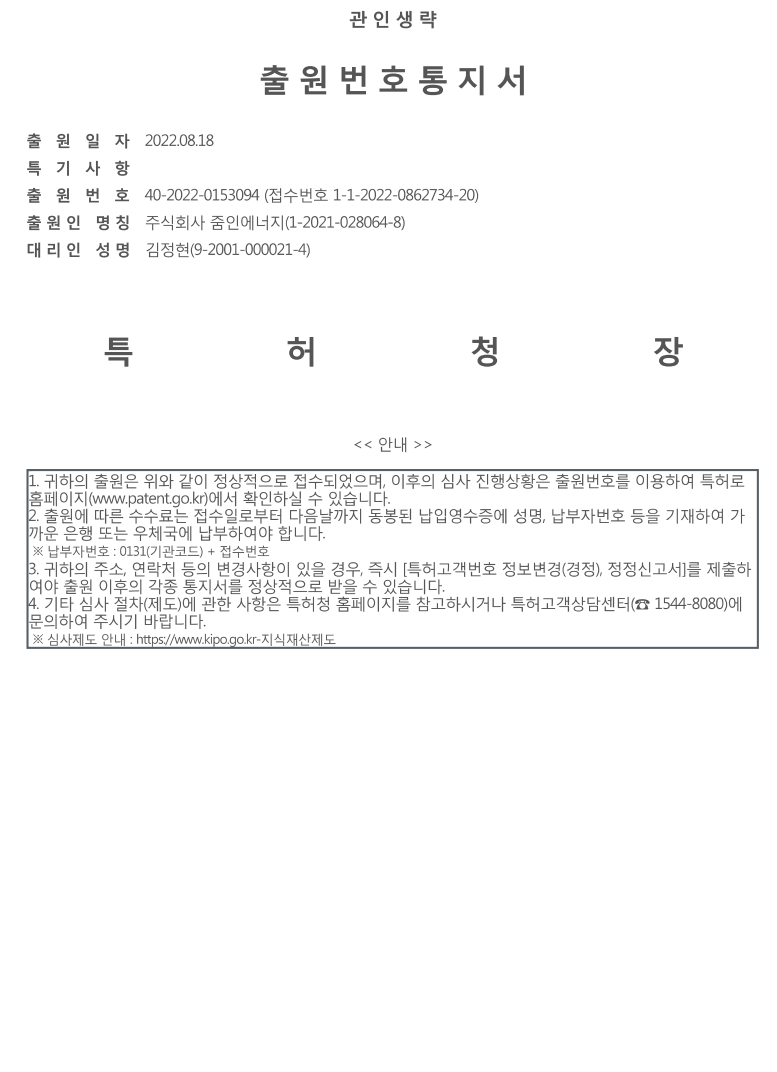 관 인 생 략
출 원 번 호 통 지 서
출 원 일 자 2022.08.18
특 기 사 항
출 원 번 호 40-2022-0153094 (접수번호 1-1-2022-0862734-20)
출 원 인 명 칭 주식회사 줌인에너지(1-2021-028064-8)
대 리 인 성 명 김정현(9-2001-000021-4)
특 허 청 장
<< 안내 >>
1. 귀하의 출원은 위와 같이 정상적으로 접수되었으며, 이후의 심사 진행상황은 출원번호를 이용하여 특허로
홈페이지(www.patent.go.kr)에서 확인하실 수 있습니다.
2. 출원에 따른 수수료는 접수일로부터 다음날까지 동봉된 납입영수증에 성명, 납부자번호 등을 기재하여 가
까운 은행 또는 우체국에 납부하여야 합니다.
※ 납부자번호 : 0131(기관코드) + 접수번호
3. 귀하의 주소, 연락처 등의 변경사항이 있을 경우, 즉시 [특허고객번호 정보변경(경정), 정정신고서]를 제출하
여야 출원 이후의 각종 통지서를 정상적으로 받을 수 있습니다.
4. 기타 심사 절차(제도)에 관한 사항은 특허청 홈페이지를 참고하시거나 특허고객상담센터(☎ 1544-8080)에
문의하여 주시기 바랍니다.
※ 심사제도 안내 : https://www.kipo.go.kr-지식재산제도